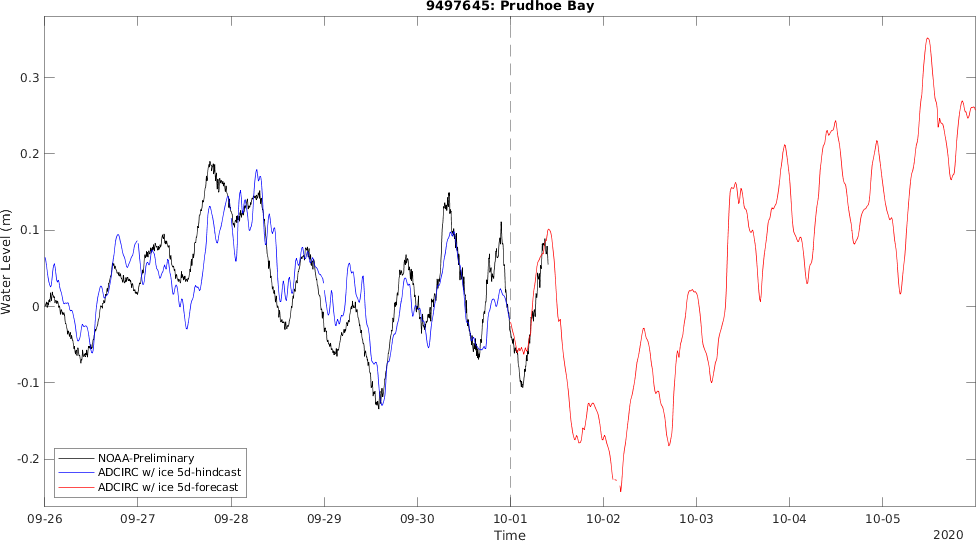 9497645: Prudhoe Bay
Water Level (m)
0.3
0.2
0.1
0
-0.1
-0.2
NOAA-Preliminary
ADCIRC w/ ice 5d-hindcast
ADCIRC w/ ice 5d-forecast
09-26 09-27 09-28 09-29 09-30 10-01 10-02 10-03 10-04 10-05
Time
2020